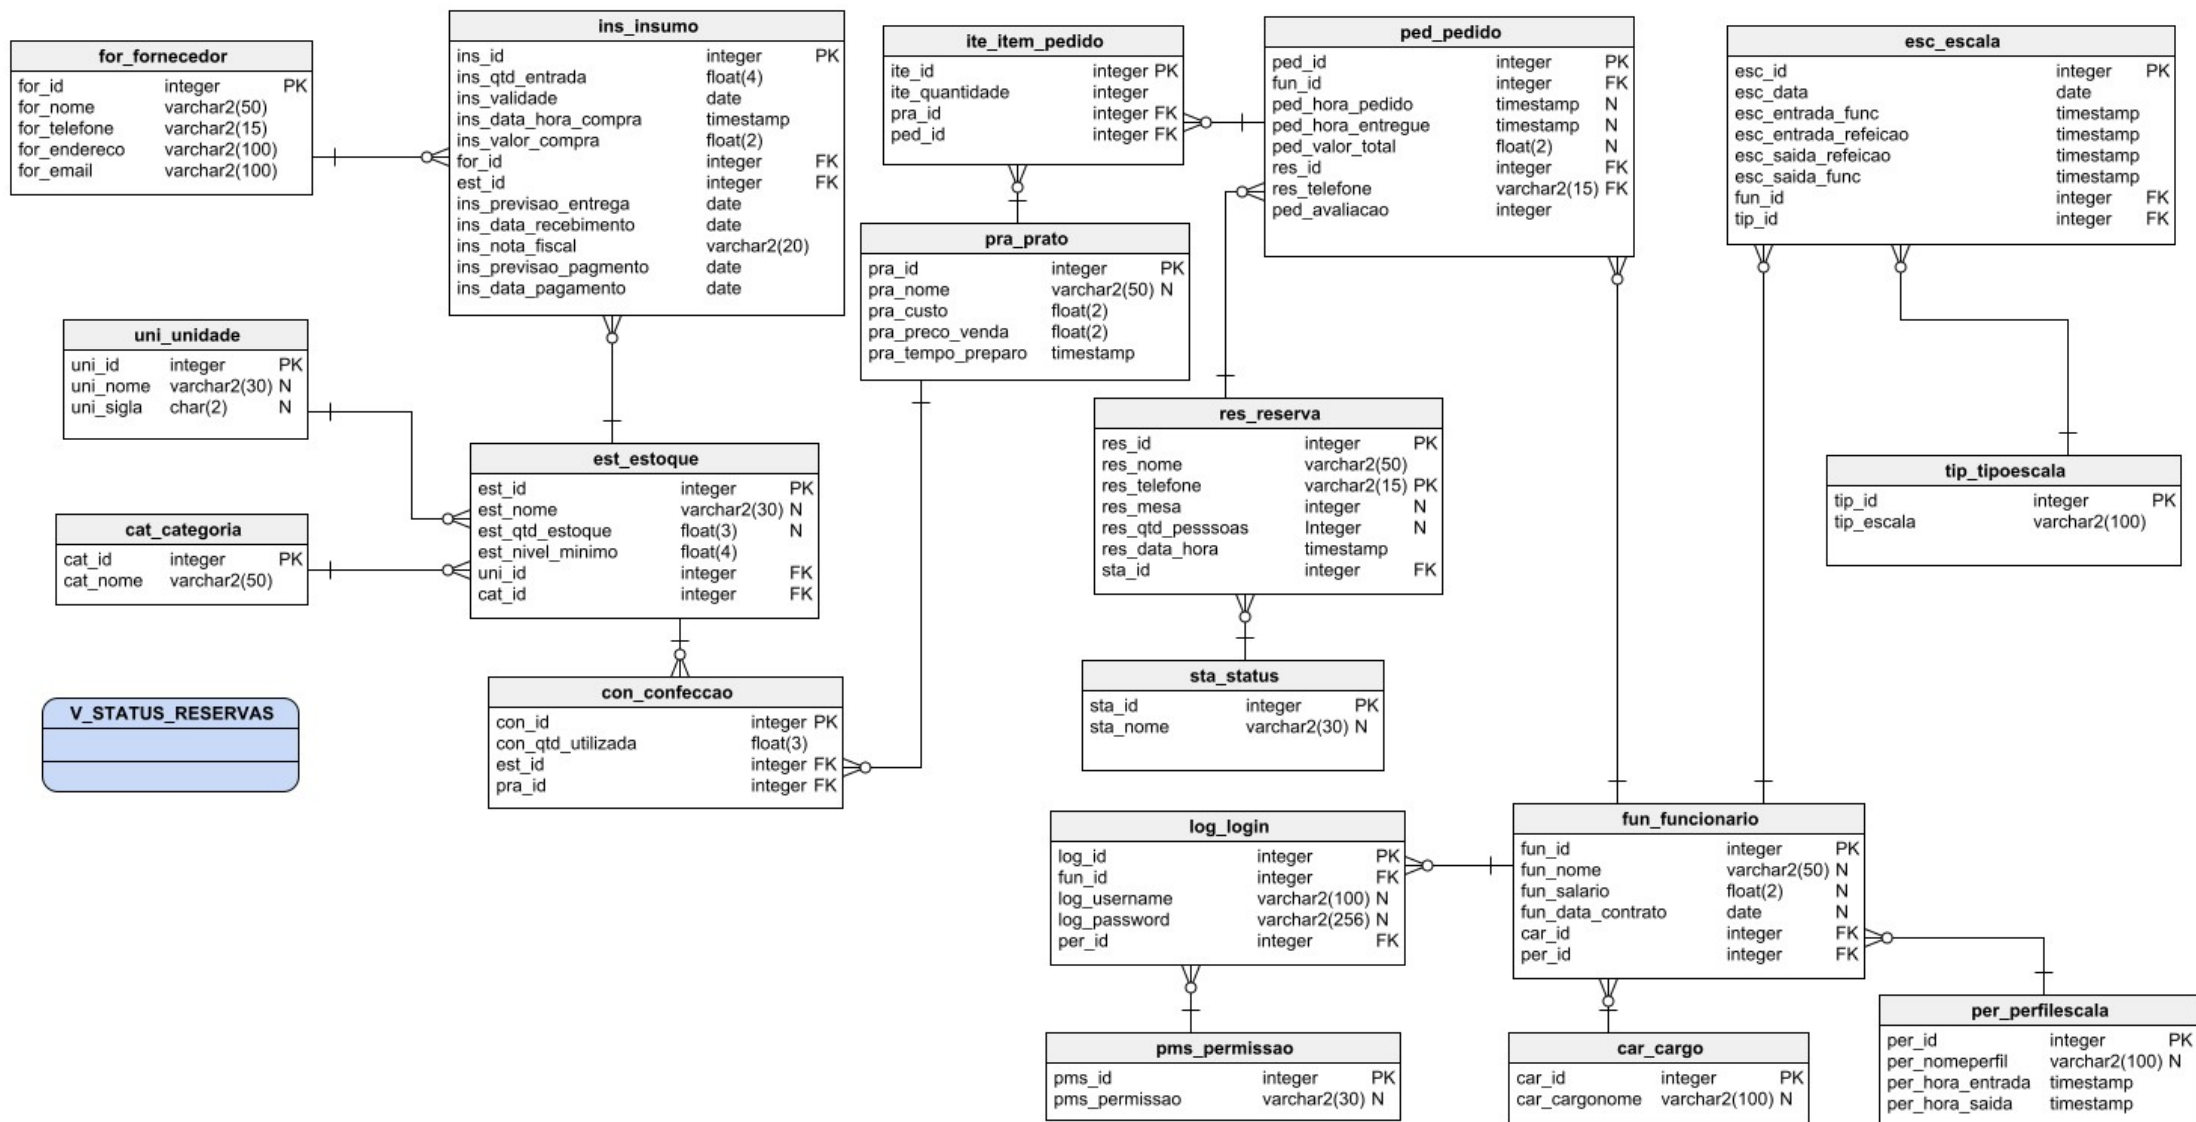 for_fornecedor
for_id integer PK
for_nome varchar2(50)
for_telefone varchar2(15)
for_endereco varchar2(100)
for_email varchar2(100)
ins_insumo
ins_id integer PK
ins_qtd_entrada float(4)
ins_validade date
ins_data_hora_compra timestamp
ins_valor_compra float(2)
for_id integer FK
est_id integer FK
ins_previsao_entrega date
ins_data_recebimento date
ins_nota_fiscal varchar2(20)
ins_previsao_pagmento date
ins_data_pagamento date
ite_item_pedido
ite_id integer PK
ite_quantidade integer
pra_id integer FK
ped_id integer FK
ped_pedido
ped_id integer PK
fun_id integer FK
ped_hora_pedido timestamp N
ped_hora_entregue timestamp N
ped_valor_total float(2) N
res_id integer FK
res_telefone varchar2(15) FK
ped_avaliacao integer
esc_escala
esc_id integer PK
esc_data date
esc_entrada_func timestamp
esc_entrada_refeicao timestamp
esc_saida_refeicao timestamp
esc_saida_func timestamp
fun_id integer FK
tip_id integer FK
pra_prato
pra_id integer PK
pra_nome varchar2(50) N
pra_custo float(2)
pra_preco_venda float(2)
pra_tempo_preparo timestamp
uni_unidade
uni_id integer PK
uni_nome varchar2(30) N
uni_sigla char(2) N
est_estoque
est_id integer PK
est_nome varchar2(30) N
est_qtd_estoque float(3) N
est_nivel_minimo float(4)
uni_id integer FK
cat_id integer FK
cat_categoria
cat_id integer PK
cat_nome varchar2(50)
res_reserva
res_id integer PK
res_nome varchar2(50)
res_telefone varchar2(15) PK
res_mesa integer N
res_qtd_pesssoas Integer N
res_data_hora timestamp
sta_id integer FK
tip_tipoescala
tip_id integer PK
tip_escala varchar2(100)
V_STATUS_RESERVAS
con_confeccao
con_id integer PK
con_qtd_utilizada float(3)
est_id integer FK
pra_id integer FK
sta_status
sta_id integer PK
sta_nome varchar2(30) N
log_login
log_id integer PK
fun_id integer FK
log_username varchar2(100) N
log_password varchar2(256) N
per_id integer FK
fun_funcionario
fun_id integer PK
fun_nome varchar2(50) N
fun_salario float(2) N
fun_data_contrato date N
car_id integer FK
per_id integer FK
pms_permissao
pms_id integer PK
pms_permissao varchar2(30) N
car_cargo
car_id integer PK
car_cargonome varchar2(100) N
per_perfilescala
per_id integer PK
per_nomeperfil varchar2(100) N
per_hora_entrada timestamp
per_hora_saida timestamp